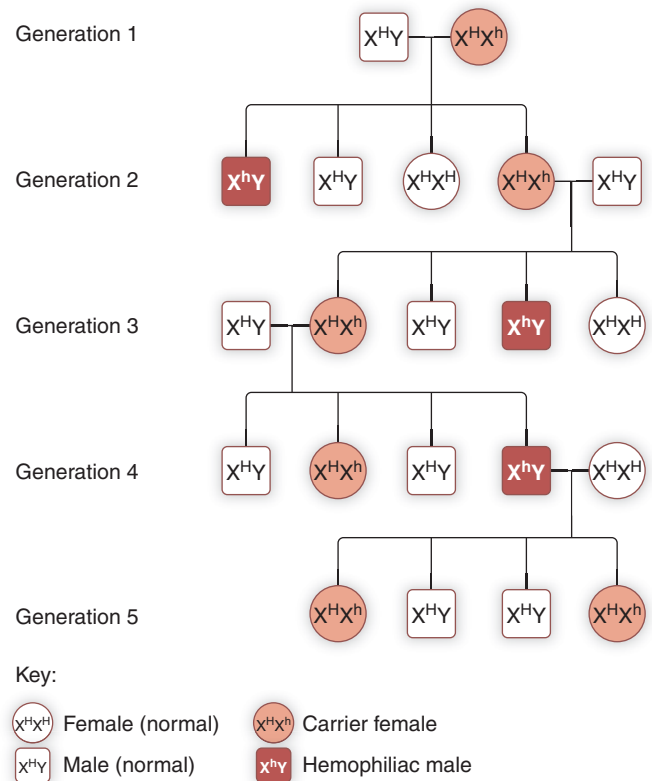 Generation 1
XᴴY XᴴXʰ
Generation 2
XʰY XᴴY XᴴXᴴ XᴴXʰ XᴴY
Generation 3
XᴴY XᴴXʰ XᴴY XʰY XᴴXᴴ
Generation 4
XᴴY XᴴXʰ XᴴY XʰY XᴴXᴴ
Generation 5
XᴴXʰ XᴴY XᴴY XᴴXʰ
Key:
XᴴXᴴ Female (normal) XᴴXʰ Carrier female
XᴴY Male (normal) XʰY Hemophiliac male